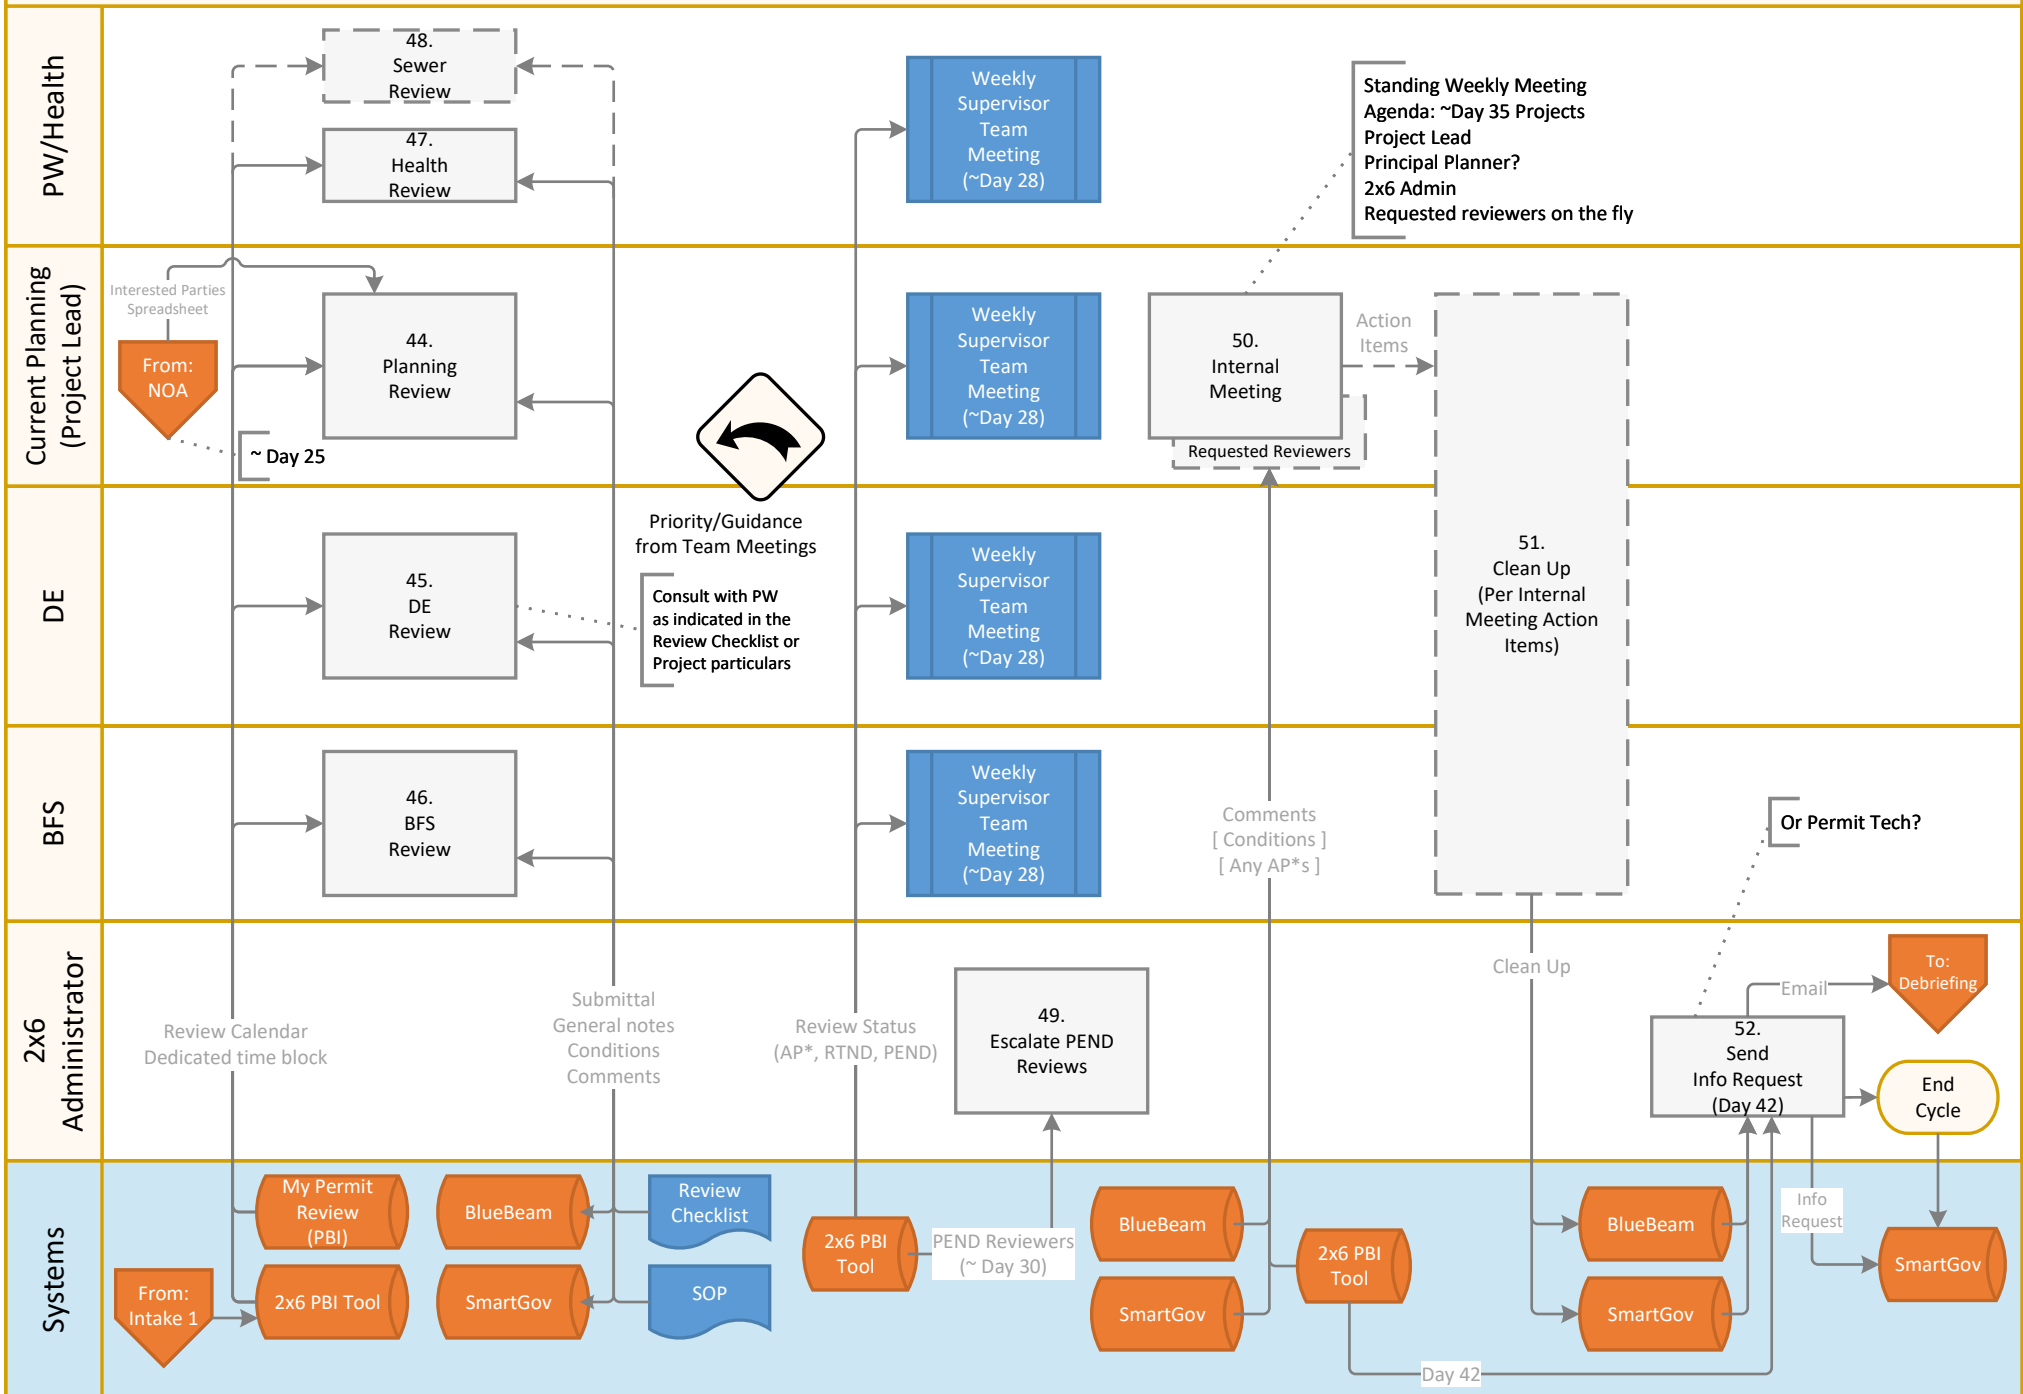 PW/Health
48.
Sewer
Review
47.
Health
Review
Weekly
Supervisor
Team
Meeting
(~Day 28)
Standing Weekly Meeting
Agenda: ~Day 35 Projects
Project Lead
Principal Planner?
2x6 Admin
Requested reviewers on the fly
Current Planning
(Project Lead)
Interested Parties
Spreadsheet
From:
NOA
~ Day 25
44.
Planning
Review
Weekly
Supervisor
Team
Meeting
(~Day 28)
50.
Internal
Meeting
Requested Reviewers
Action
Items
DE
45.
DE
Review
Priority/Guidance
from Team Meetings
Consult with PW
as indicated in the
Review Checklist or
Project particulars
Weekly
Supervisor
Team
Meeting
(~Day 28)
51.
Clean Up
(Per Internal
Meeting Action
Items)
BFS
46.
BFS
Review
Weekly
Supervisor
Team
Meeting
(~Day 28)
Comments
[ Conditions ]
[ Any AP*s ]
Or Permit Tech?
2x6
Administrator
Review Calendar
Dedicated time block
Submittal
General notes
Conditions
Comments
Review Status
(AP*, RTND, PEND)
49.
Escalate PEND
Reviews
Clean Up
Email
To:
Debriefing
52.
Send
Info Request
(Day 42)
End
Cycle
Systems
From:
Intake 1
My Permit
Review
(PBI)
2x6 PBI Tool
BlueBeam
SmartGov
Review
Checklist
SOP
2x6 PBI
Tool
PEND Reviewers
(~ Day 30)
BlueBeam
SmartGov
2x6 PBI
Tool
Day 42
BlueBeam
SmartGov
Info
Request
SmartGov